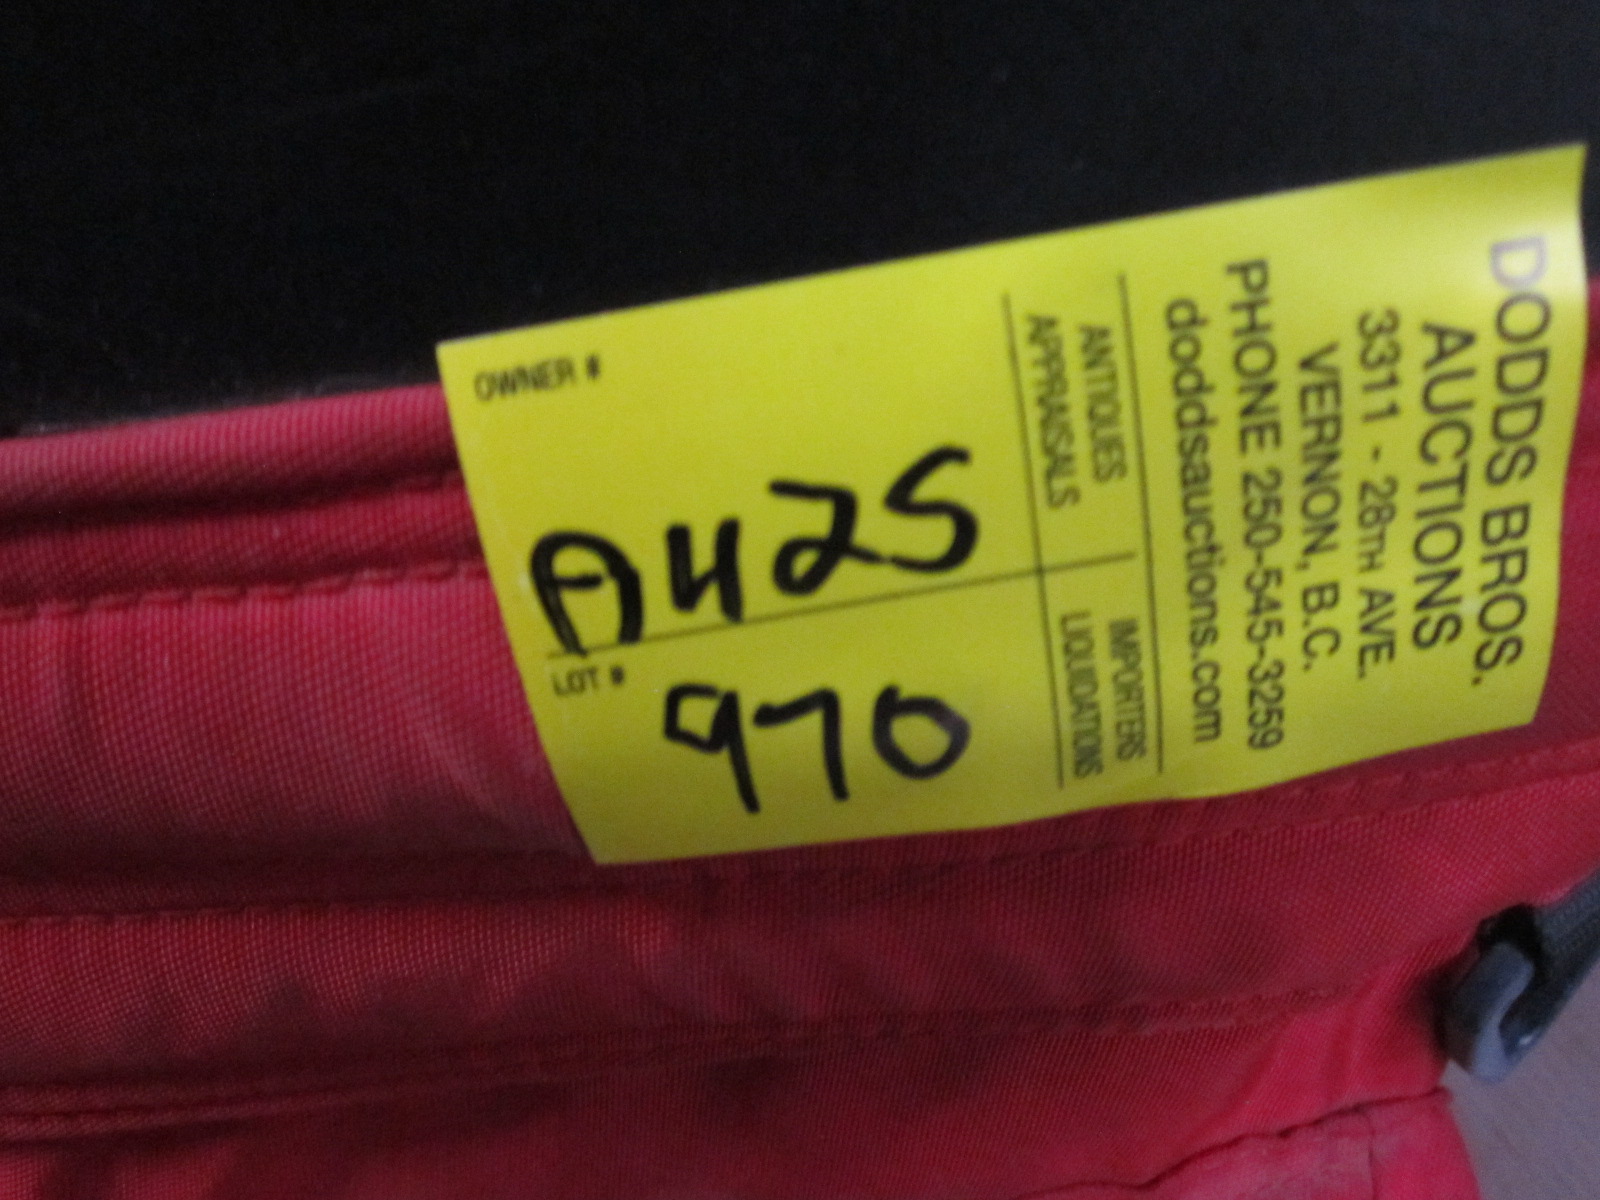 DODDS BROS.
AUCTIONS
3311 - 28TH AVE.
VERNON, B.C.
PHONE 250-545-3259
doddsauctions.com
ANTIQUES
APPRAISALS
IMPORTERS
LIQUIDATIONS
OWNER #
A425
LOT #
970